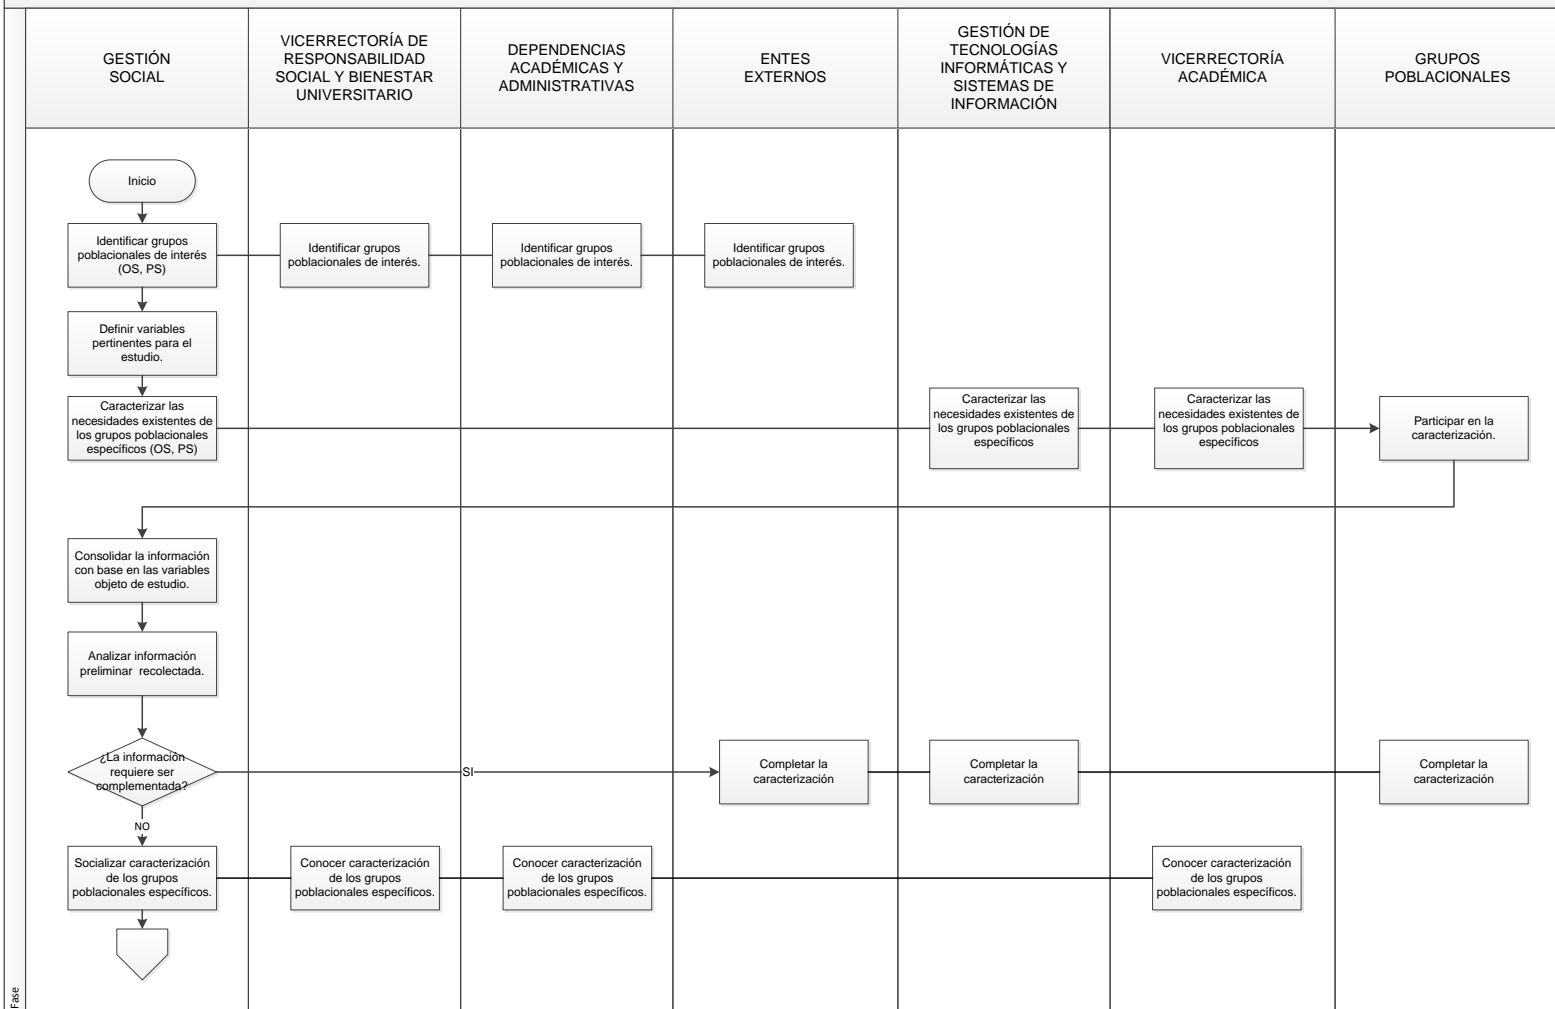 GESTIÓN
SOCIAL
VICERRECTORÍA DE
RESPONSABILIDAD
SOCIAL Y BIENESTAR
UNIVERSITARIO
DEPENDENCIAS
ACADÉMICAS Y
ADMINISTRATIVAS
ENTES
EXTERNOS
GESTIÓN DE
TECNOLOGÍAS
INFORMÁTICAS Y
SISTEMAS DE
INFORMACIÓN
VICERRECTORÍA
ACADÉMICA
GRUPOS
POBLACIONALES
Inicio
Identificar grupos
poblacionales de interés
(OS, PS)
Identificar grupos
poblacionales de interés.
Identificar grupos
poblacionales de interés.
Identificar grupos
poblacionales de interés.
Definir variables
pertinentes para el
estudio.
Caracterizar las
necesidades existentes de
los grupos poblacionales
específicos (OS, PS)
Caracterizar las
necesidades existentes de
los grupos poblacionales
específicos
Caracterizar las
necesidades existentes de
los grupos poblacionales
específicos
Participar en la
caracterización.
Consolidar la información
con base en las variables
objeto de estudio.
Analizar información
preliminar  recolectada.
¿La información
requiere ser
complementada?
SI
Completar la
caracterización
Completar la
caracterización
Completar la
caracterización
NO
Socializar caracterización
de los grupos
poblacionales específicos.
Conocer caracterización
de los grupos
poblacionales específicos.
Conocer caracterización
de los grupos
poblacionales específicos.
Conocer caracterización
de los grupos
poblacionales específicos.
Fase